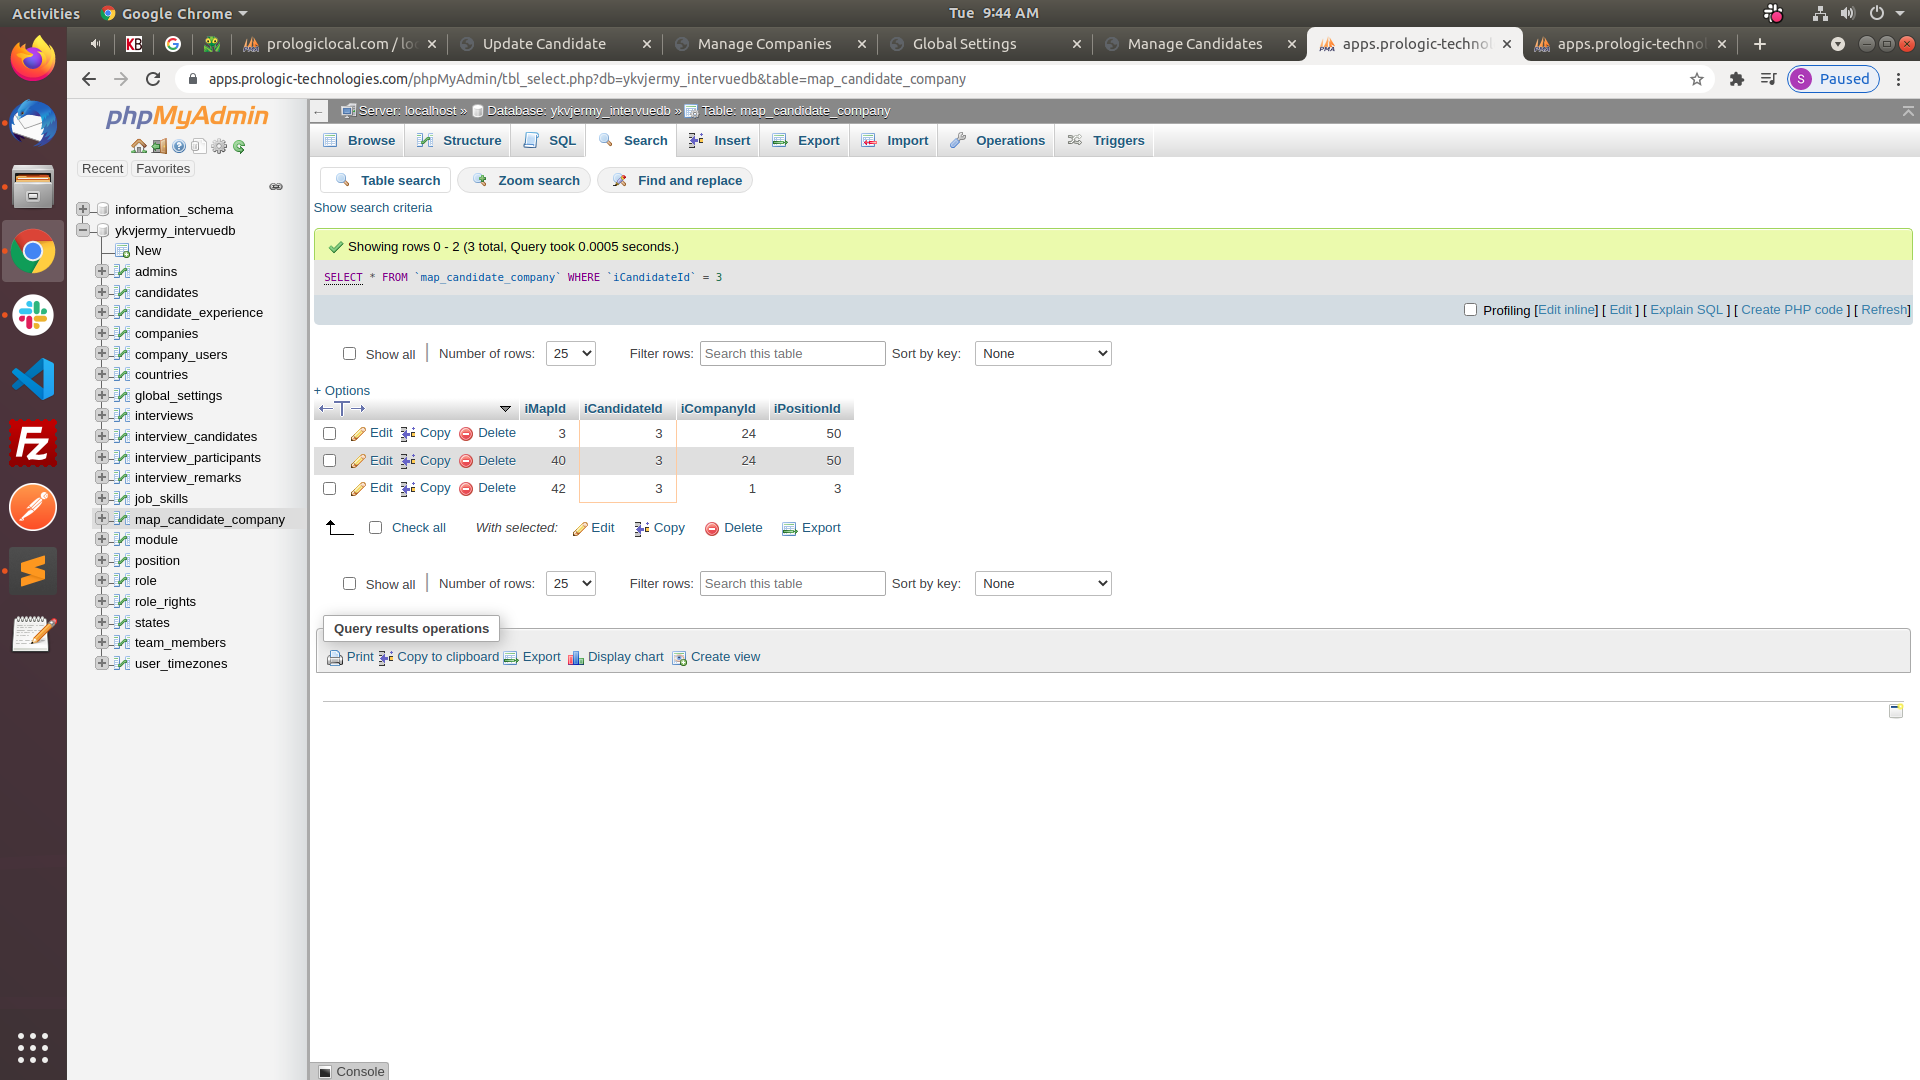 Activities Google Chrome Tue 9:44 AM
prologiclocal.com / lo Update Candidate Manage Companies Global Settings Manage Candidates apps.prologic-technol apps.prologic-technol
apps.prologic-technologies.com/phpMyAdmin/tbl_select.php?db=ykvjermy_intervuedb&table=map_candidate_company S Paused
phpMyAdmin
Recent Favorites
information_schema
ykvjermy_intervuedb
New
admins
candidates
candidate_experience
companies
company_users
countries
global_settings
interviews
interview_candidates
interview_participants
interview_remarks
job_skills
map_candidate_company
module
position
role
role_rights
states
team_members
user_timezones
Server: localhost » Database: ykvjermy_intervuedb » Table: map_candidate_company
Browse Structure SQL Search Insert Export Import Operations Triggers
Table search Zoom search Find and replace
Show search criteria
Showing rows 0 - 2 (3 total, Query took 0.0005 seconds.)
SELECT * FROM `map_candidate_company` WHERE `iCandidateId` = 3
Profiling [Edit inline] [ Edit ] [ Explain SQL ] [ Create PHP code ] [ Refresh]
Show all Number of rows: 25 Filter rows: Search this table Sort by key: None
+ Options
iMapId iCandidateId iCompanyId iPositionId
Edit Copy Delete 3 3 24 50
Edit Copy Delete 40 3 24 50
Edit Copy Delete 42 3 1 3
Check all With selected: Edit Copy Delete Export
Show all Number of rows: 25 Filter rows: Search this table Sort by key: None
Query results operations
Print Copy to clipboard Export Display chart Create view
Console
KB
PMA
Fz